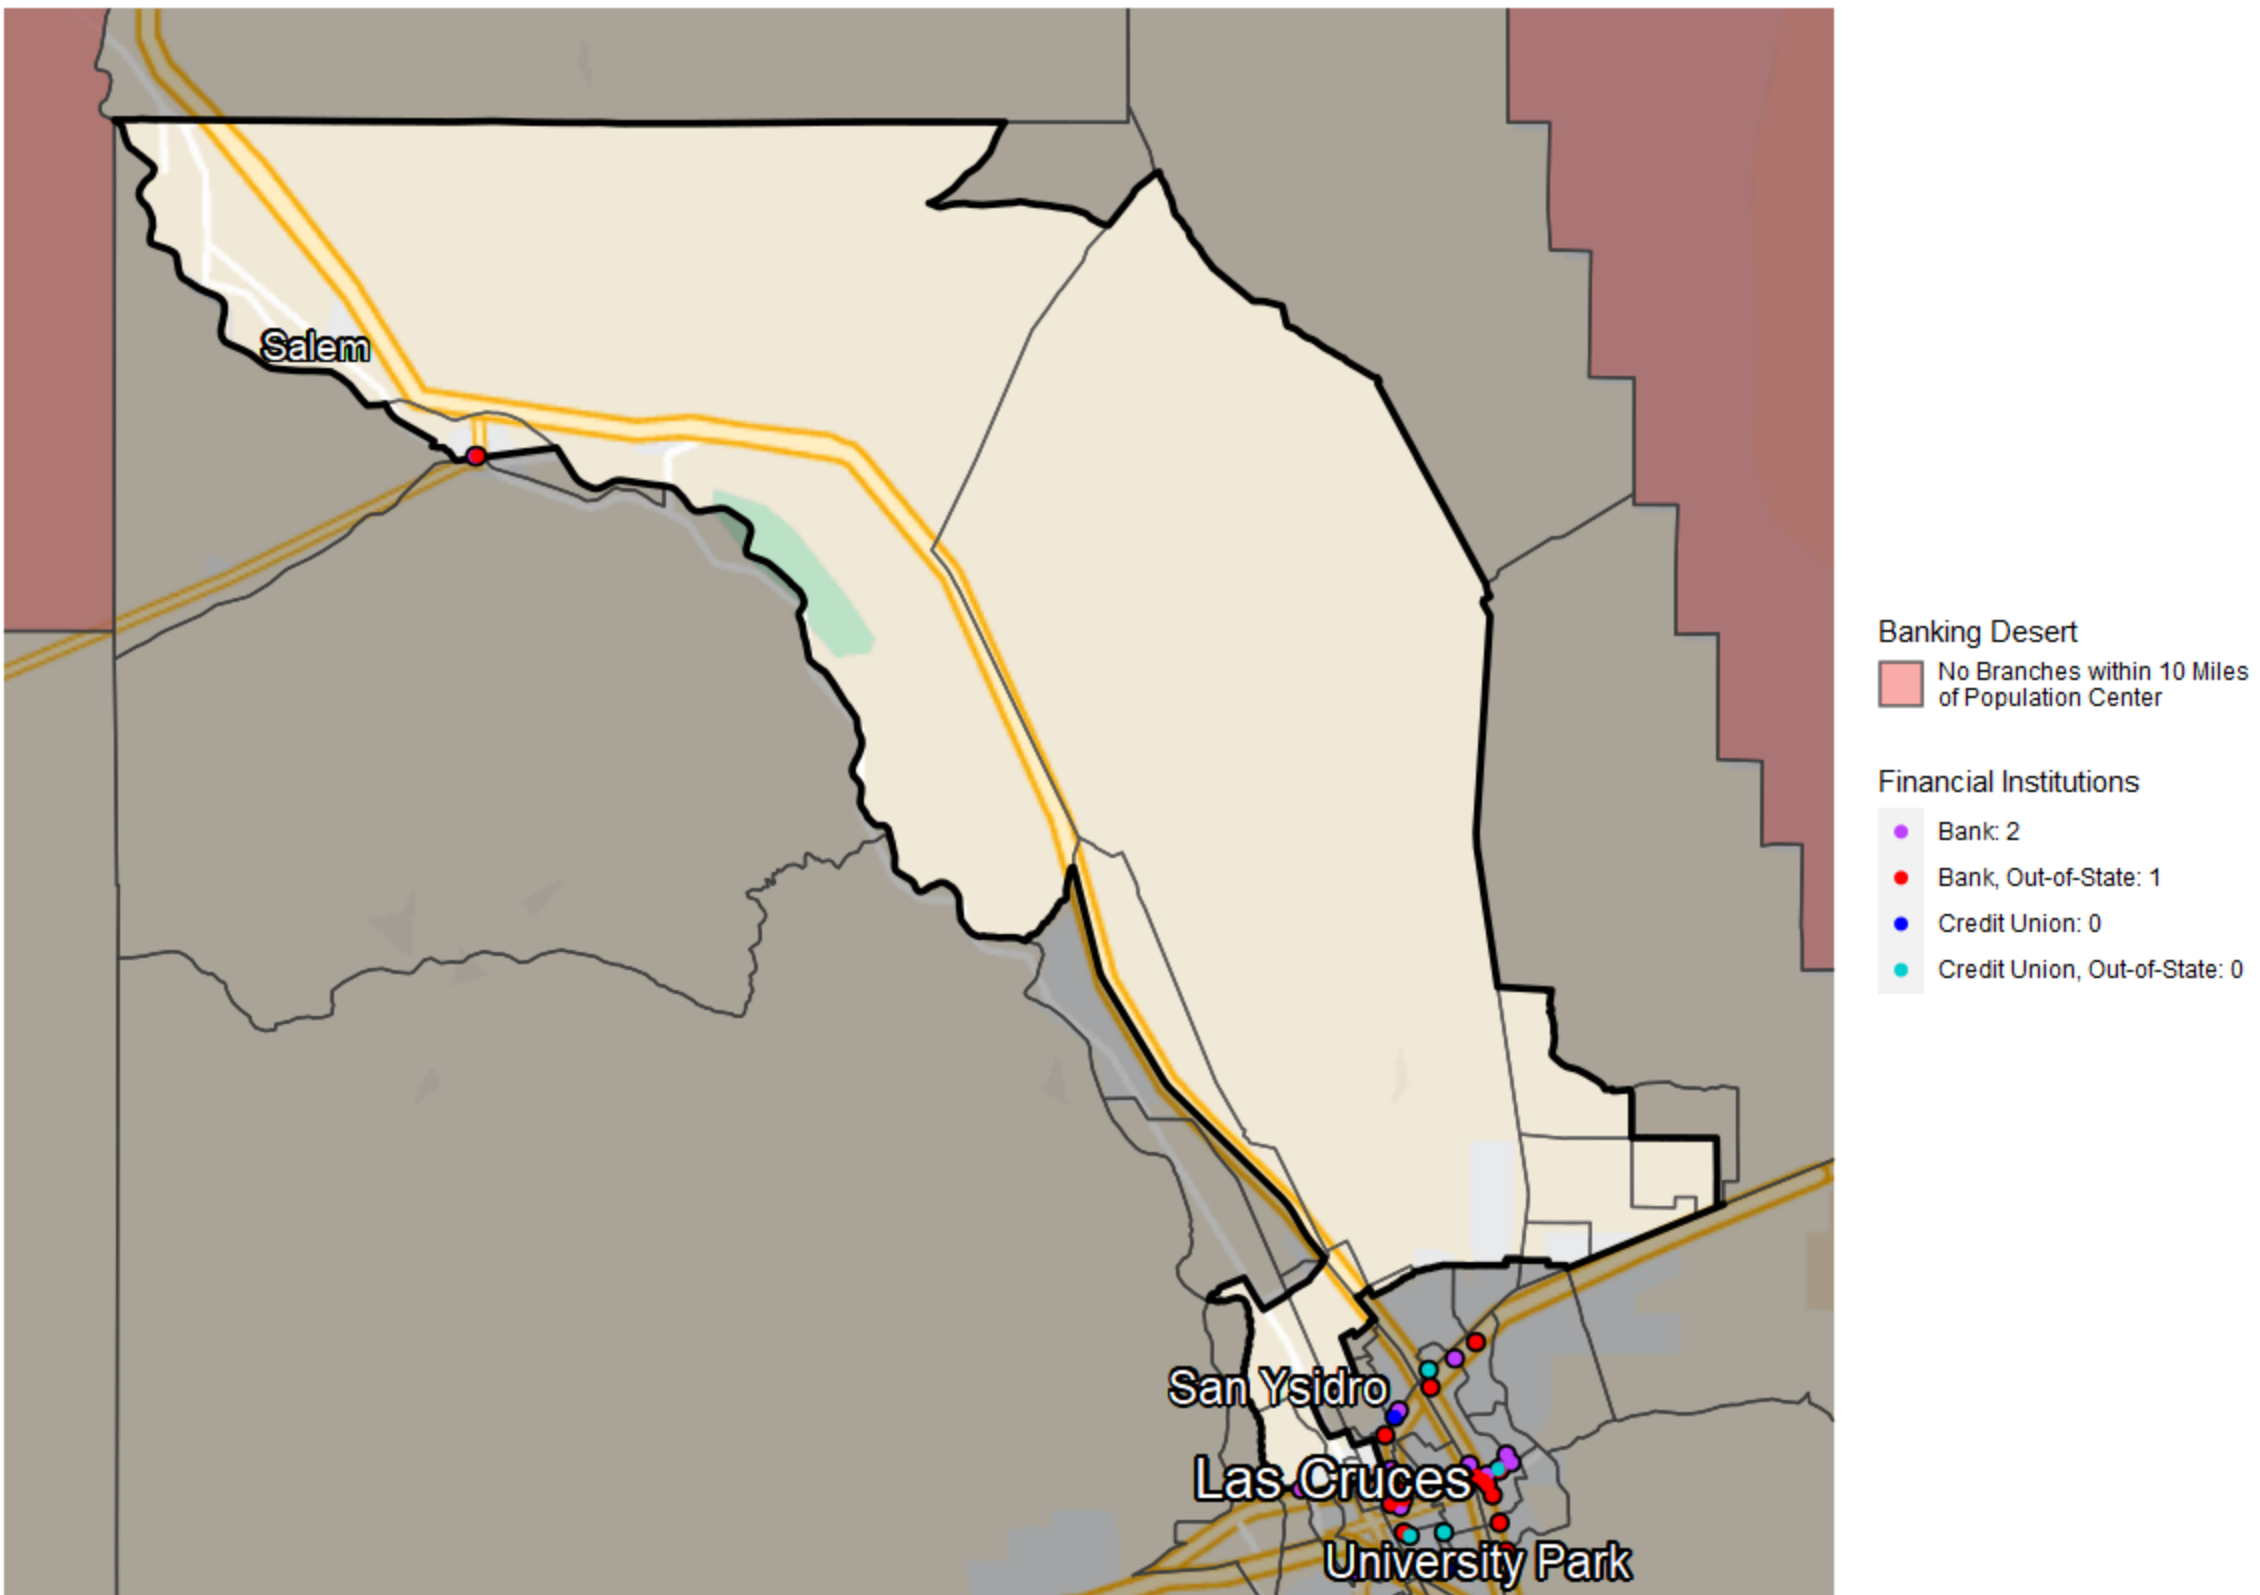 Salem
San Ysidro
Las Cruces
University Park
Banking Desert
No Branches within 10 Miles
of Population Center
Financial Institutions
Bank: 2
Bank, Out-of-State: 1
Credit Union: 0
Credit Union, Out-of-State: 0